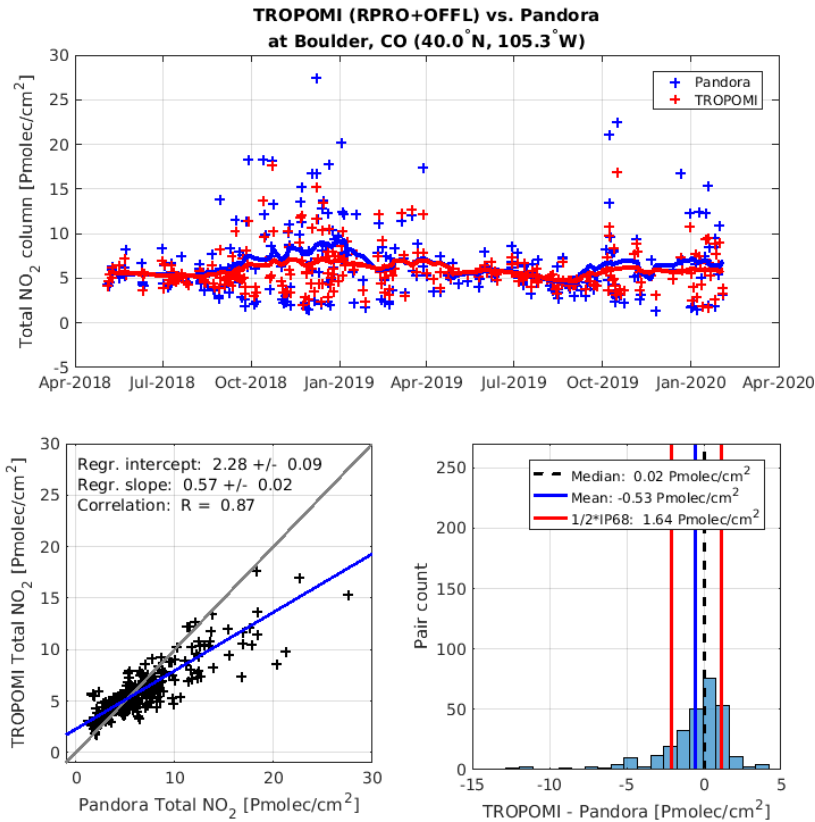 TROPOMI (RPRO+OFFL) vs. Pandora
at Boulder, CO (40.0°N, 105.3°W)
Total NO2 column [Pmolec/cm2]
30
25
20
15
10
5
0
-5
Pandora
TROPOMI
Apr-2018 Jul-2018 Oct-2018 Jan-2019 Apr-2019 Jul-2019 Oct-2019 Jan-2020 Apr-2020
TROPOMI Total NO2 [Pmolec/cm2]
30
25
20
15
10
5
0
Regr. intercept: 2.28 +/- 0.09
Regr. slope: 0.57 +/- 0.02
Correlation: R = 0.87
0 10 20 30
Pandora Total NO2 [Pmolec/cm2]
Pair count
250
200
150
100
50
0
Median: 0.02 Pmolec/cm2
Mean: -0.53 Pmolec/cm2
1/2*IP68: 1.64 Pmolec/cm2
-15 -10 -5 0 5
TROPOMI - Pandora [Pmolec/cm2]